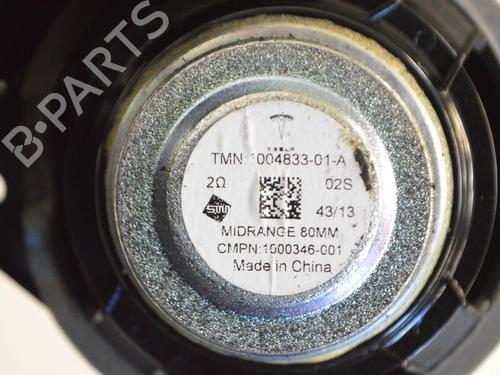 TESLA
TMN:1004833-01-A
2Ω
02S
43/13
MIDRANGE 80MM
CMPN:1000346-001
Made in China
B·PARTS